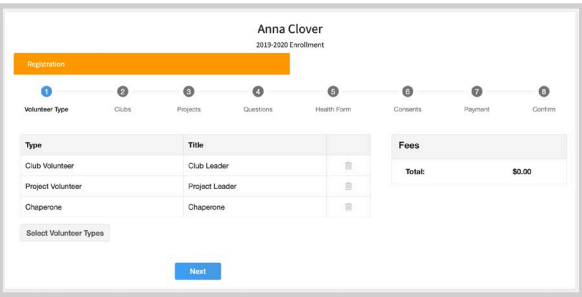 Anna Clover
2019-2020 Enrollment
Registration
1 2 3 4 5 6 7 8
Volunteer Type Clubs Projects Questions Health Form Consents Payment Confirm
Type Title
Club Volunteer Club Leader
Project Volunteer Project Leader
Chaperone Chaperone
Select Volunteer Types
Fees
Total: $0.00
Next